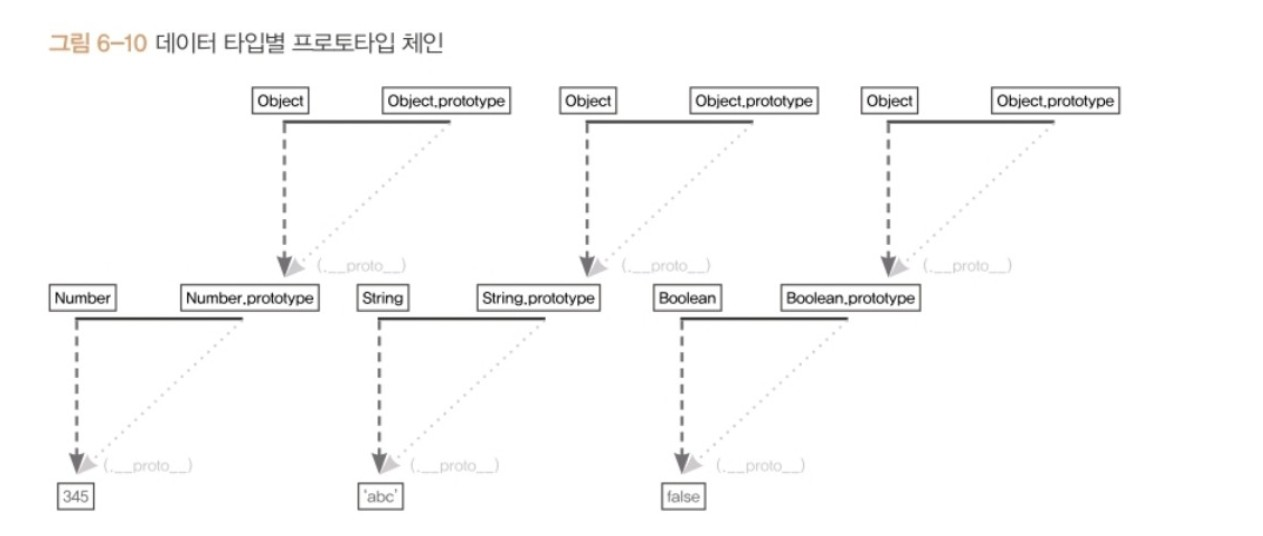 그림 6-10 데이터 타입별 프로토타입 체인
Object Object.prototype Object Object.prototype Object Object.prototype
(.__proto__) (.__proto__) (.__proto__)
Number Number.prototype String String.prototype Boolean Boolean.prototype
(.__proto__) (.__proto__) (.__proto__)
345 'abc' false